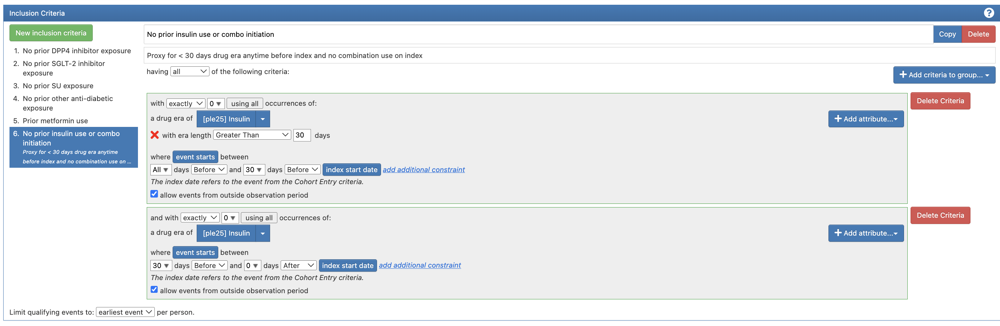 Inclusion Criteria
?
New inclusion criteria
1. No prior DPP4 inhibitor exposure
2. No prior SGLT-2 inhibitor
exposure
3. No prior SU exposure
4. No prior other anti-diabetic
exposure
5. Prior metformin use
6. No prior insulin use or combo
initiation
Proxy for < 30 days drug era anytime
before index and no combination use on ...
No prior insulin use or combo initiation
Copy Delete
Proxy for < 30 days drug era anytime before index and no combination use on index
having all of the following criteria:
Add criteria to group...
with exactly 0 using all occurrences of:
Delete Criteria
a drug era of [ple25] Insulin
Add attribute...
with era length Greater Than 30 days
where event starts between
All days Before and 30 days Before index start date add additional constraint
The index date refers to the event from the Cohort Entry criteria.
allow events from outside observation period
and with exactly 0 using all occurrences of:
Delete Criteria
a drug era of [ple25] Insulin
Add attribute...
where event starts between
30 days Before and 0 days After index start date add additional constraint
The index date refers to the event from the Cohort Entry criteria.
allow events from outside observation period
Limit qualifying events to: earliest event per person.